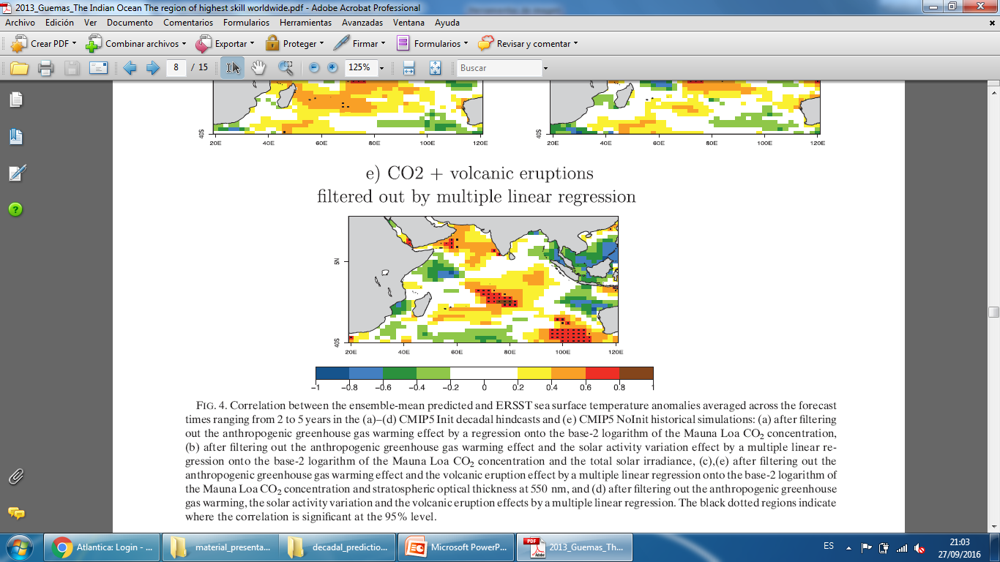 2013_Guemas_The Indian Ocean The region of highest skill worldwide.pdf - Adobe Acrobat Professional
Archivo Edición Ver Documento Comentarios Formularios Herramientas Avanzadas Ventana Ayuda
Crear PDF Combinar archivos Exportar Proteger Firmar Formularios Revisar y comentar
8 / 15 125% Buscar
40S 40S
20E 40E 60E 80E 100E 120E 20E 40E 60E 80E 100E 120E
e) CO2 + volcanic eruptions
filtered out by multiple linear regression
5N
40S
20E 40E 60E 80E 100E 120E
−1 −0.8 −0.6 −0.4 −0.2 0 0.2 0.4 0.6 0.8 1
FIG. 4. Correlation between the ensemble-mean predicted and ERSST sea surface temperature anomalies averaged across the forecast
times ranging from 2 to 5 years in the (a)–(d) CMIP5 Init decadal hindcasts and (e) CMIP5 NoInit historical simulations: (a) after filtering
out the anthropogenic greenhouse gas warming effect by a regression onto the base-2 logarithm of the Mauna Loa CO₂ concentration,
(b) after filtering out the anthropogenic greenhouse gas warming effect and the solar activity variation effect by a multiple linear re-
gression onto the base-2 logarithm of the Mauna Loa CO₂ concentration and the total solar irradiance, (c),(e) after filtering out the
anthropogenic greenhouse gas warming effect and the volcanic eruption effect by a multiple linear regression onto the base-2 logarithm of
the Mauna Loa CO₂ concentration and stratospheric optical thickness at 550 nm, and (d) after filtering out the anthropogenic greenhouse
gas warming, the solar activity variation and the volcanic eruption effects by a multiple linear regression. The black dotted regions indicate
where the correlation is significant at the 95% level.
Atlantica: Login - ... material_presenta... decadal_predictio... Microsoft PowerP... 2013_Guemas_Th... ES 21:03
27/09/2016